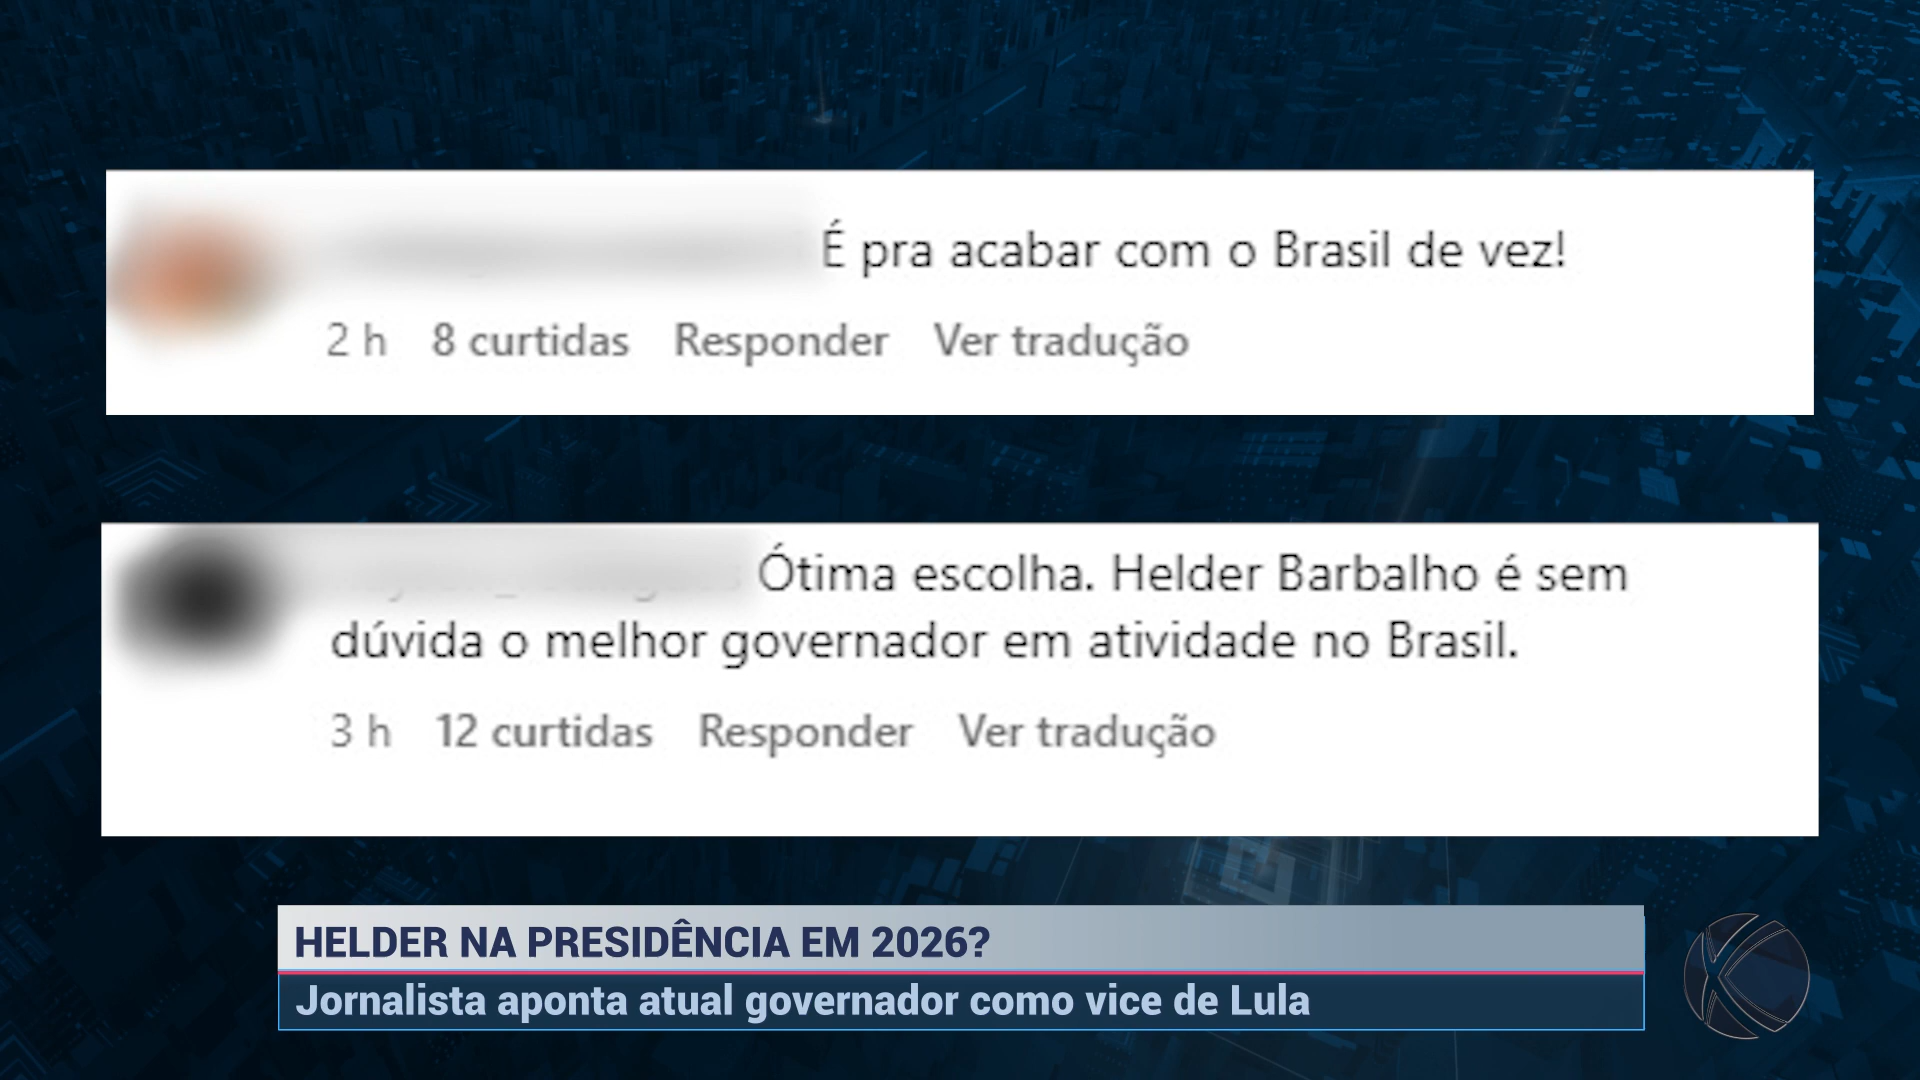 É pra acabar com o Brasil de vez!
2 h 8 curtidas Responder Ver tradução
Ótima escolha. Helder Barbalho é sem
dúvida o melhor governador em atividade no Brasil.
3 h 12 curtidas Responder Ver tradução
HELDER NA PRESIDÊNCIA EM 2026?
Jornalista aponta atual governador como vice de Lula